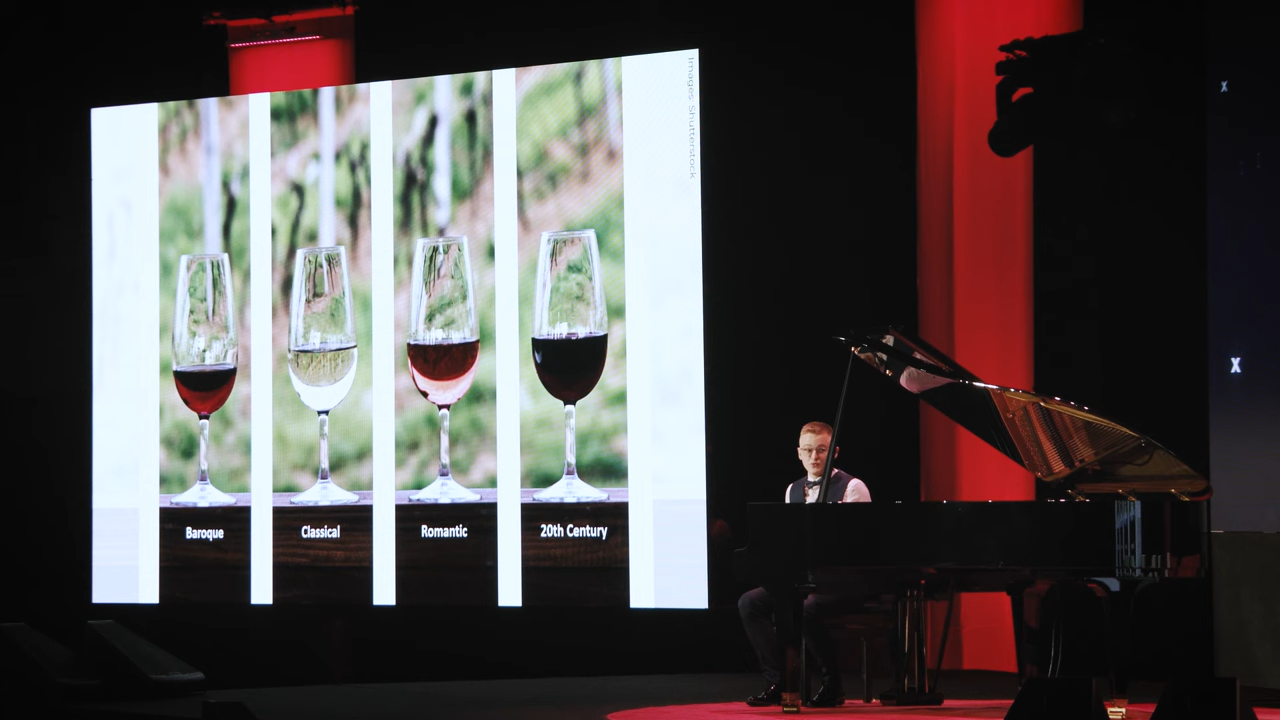 Images: Shutterstock
Baroque
Classical
Romantic
20th Century
X
X